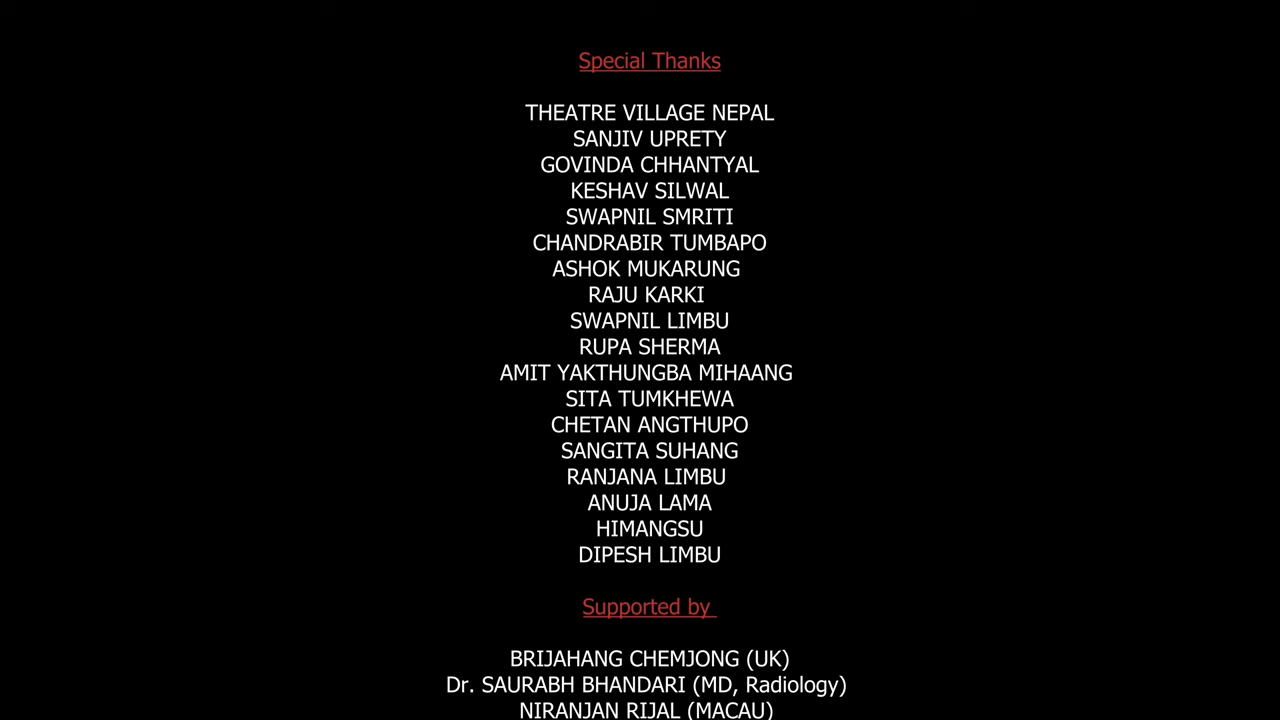 Special Thanks
THEATRE VILLAGE NEPAL
SANJIV UPRETY
GOVINDA CHHANTYAL
KESHAV SILWAL
SWAPNIL SMRITI
CHANDRABIR TUMBAPO
ASHOK MUKARUNG
RAJU KARKI
SWAPNIL LIMBU
RUPA SHERMA
AMIT YAKTHUNGBA MIHAANG
SITA TUMKHEWA
CHETAN ANGTHUPO
SANGITA SUHANG
RANJANA LIMBU
ANUJA LAMA
HIMANGSU
DIPESH LIMBU
Supported by
BRIJAHANG CHEMJONG (UK)
Dr. SAURABH BHANDARI (MD, Radiology)
NIRANJAN RIJAL (MACAU)